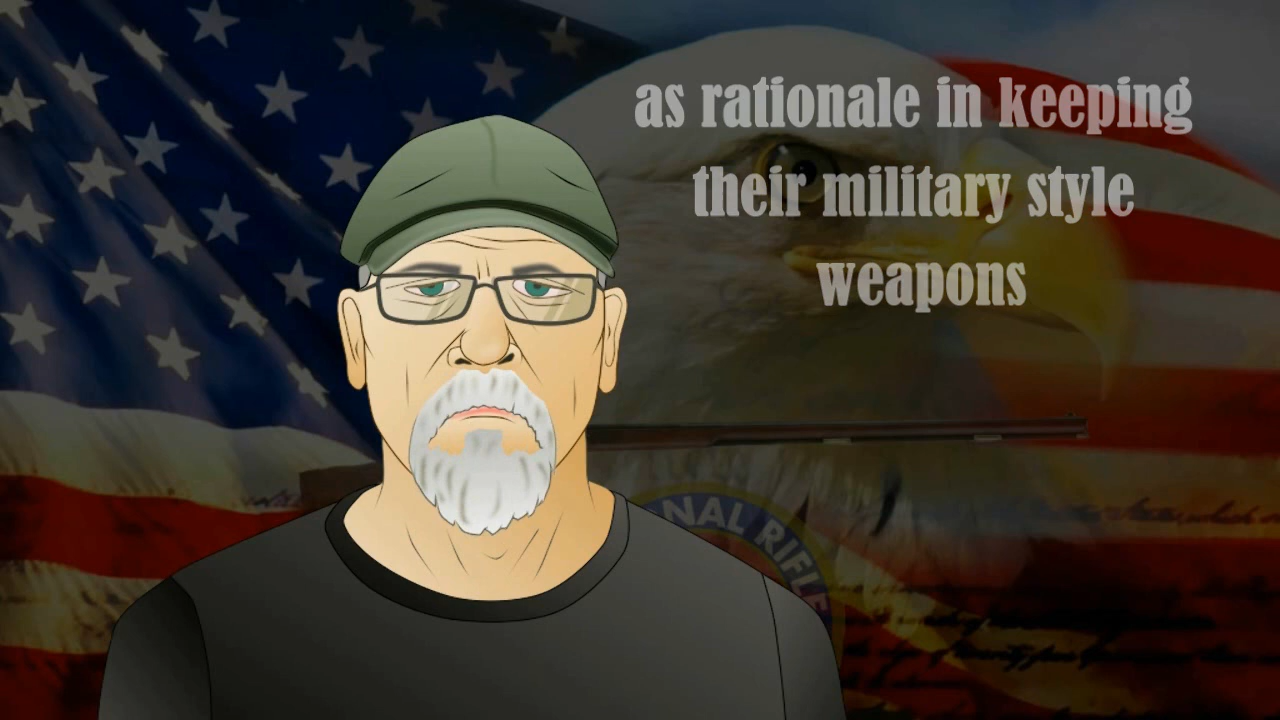 as rationale in keeping
their military style
weapons
NAL RIFLE